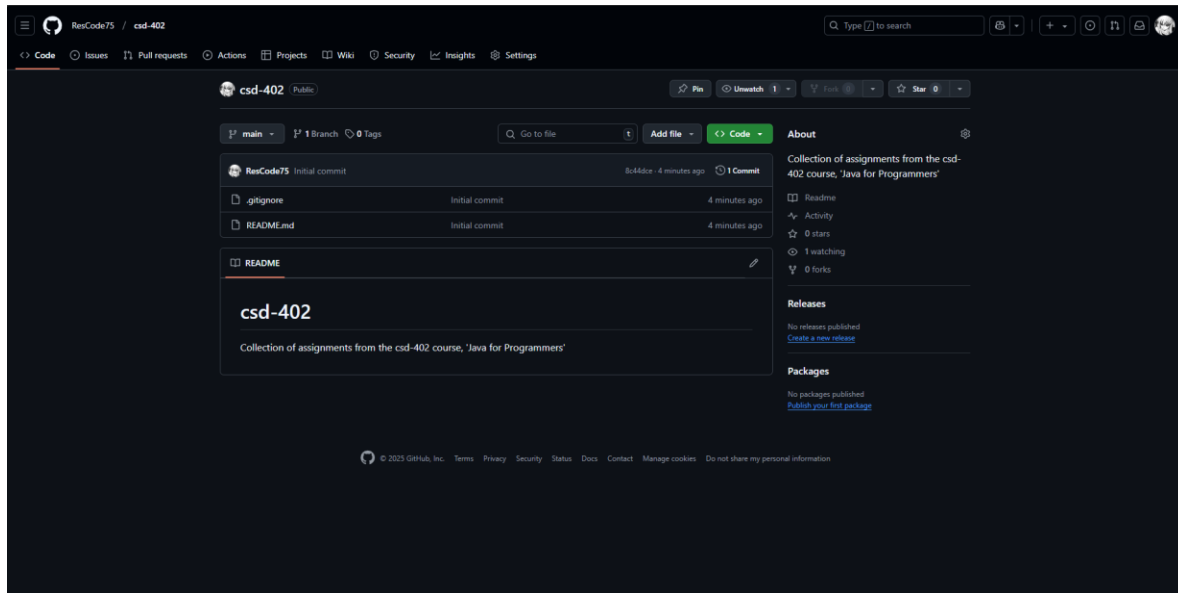 ResCode75 / csd-402
Type / to search
Code Issues Pull requests Actions Projects Wiki Security Insights Settings
csd-402 Public
Pin Unwatch 1 Fork 0 Star 0
main 1 Branch 0 Tags Go to file t Add file Code
About
ResCode75 Initial commit 8c44dce · 4 minutes ago 1 Commit
Collection of assignments from the csd-
402 course, 'Java for Programmers'
.gitignore Initial commit 4 minutes ago
README.md Initial commit 4 minutes ago
Readme
Activity
0 stars
1 watching
0 forks
README
csd-402
Collection of assignments from the csd-402 course, 'Java for Programmers'
Releases
No releases published
Create a new release
Packages
No packages published
Publish your first package
© 2025 GitHub, Inc. Terms Privacy Security Status Docs Contact Manage cookies Do not share my personal information